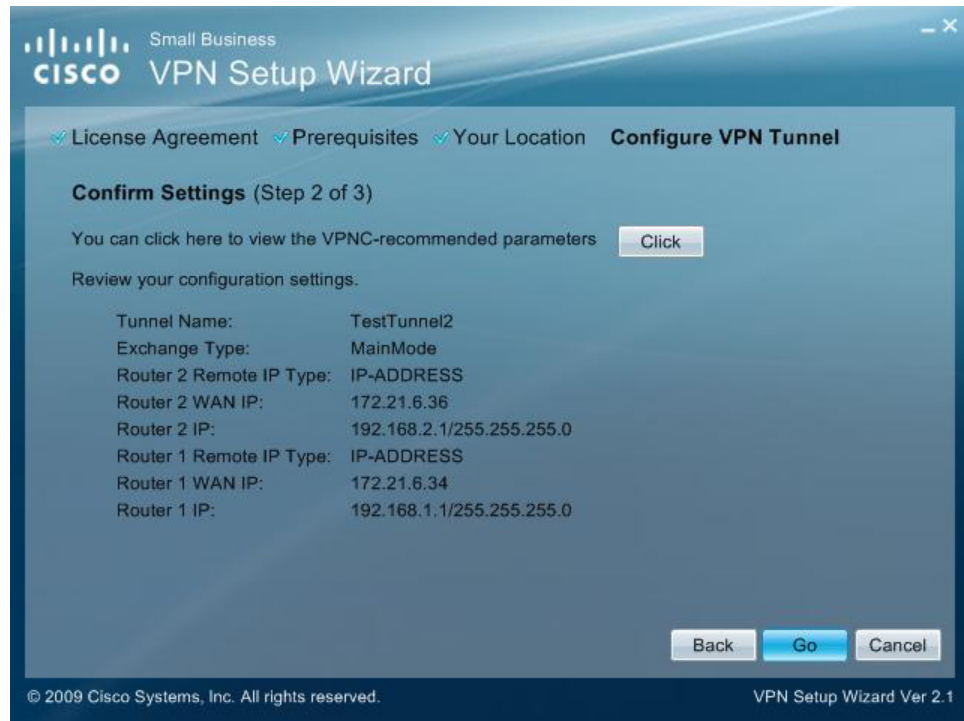 Small Business
CISCO VPN Setup Wizard
License Agreement Prerequisites Your Location Configure VPN Tunnel
Confirm Settings (Step 2 of 3)
You can click here to view the VPNC-recommended parameters Click
Review your configuration settings.
Tunnel Name: TestTunnel2
Exchange Type: MainMode
Router 2 Remote IP Type: IP-ADDRESS
Router 2 WAN IP: 172.21.6.36
Router 2 IP: 192.168.2.1/255.255.255.0
Router 1 Remote IP Type: IP-ADDRESS
Router 1 WAN IP: 172.21.6.34
Router 1 IP: 192.168.1.1/255.255.255.0
Back Go Cancel
© 2009 Cisco Systems, Inc. All rights reserved. VPN Setup Wizard Ver 2.1